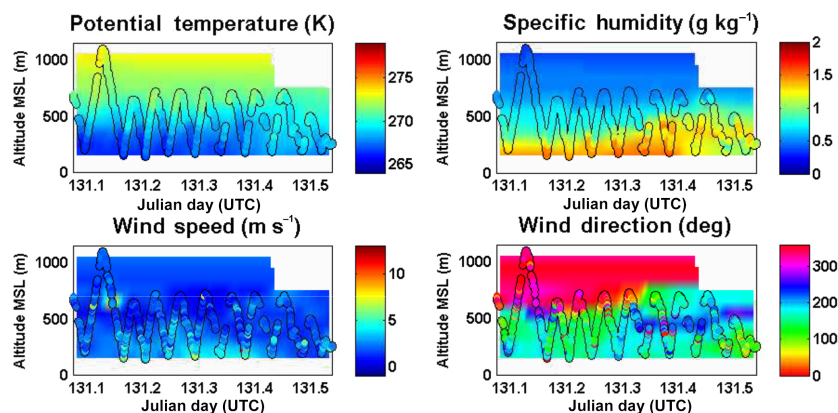 Potential temperature (K)
Altitude MSL (m)
1000
500
0
131.1 131.2 131.3 131.4 131.5
Julian day (UTC)
275
270
265
Specific humidity (g kg⁻¹)
Altitude MSL (m)
1000
500
0
131.1 131.2 131.3 131.4 131.5
Julian day (UTC)
2
1.5
1
0.5
0
Wind speed (m s⁻¹)
Altitude MSL (m)
1000
500
0
131.1 131.2 131.3 131.4 131.5
Julian day (UTC)
10
5
0
Wind direction (deg)
Altitude MSL (m)
1000
500
0
131.1 131.2 131.3 131.4 131.5
Julian day (UTC)
300
200
100
0